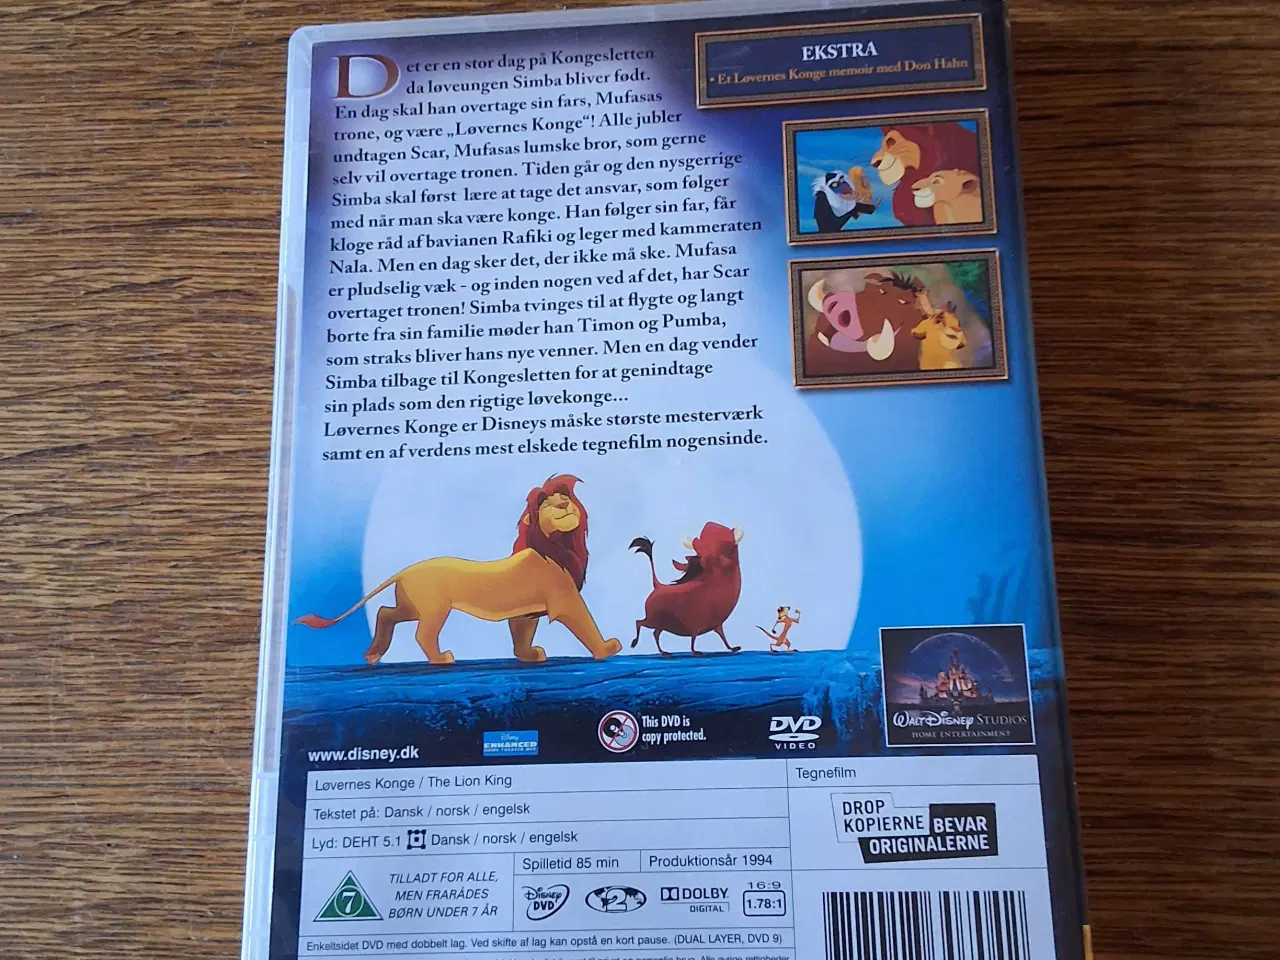 Det er en stor dag på Kongesletten
da løveungen Simba bliver født.
En dag skal han overtage sin fars, Mufasas
trone, og være „Løvernes Konge“! Alle jubler
undtagen Scar, Mufasas lumske bror, som gerne
selv vil overtage tronen. Tiden går og den nysgerrige
Simba skal først lære at tage det ansvar, som følger
med når man ska være konge. Han følger sin far, får
kloge råd af bavianen Rafiki og leger med kammeraten
Nala. Men en dag sker det, der ikke må ske. Mufasa
er pludselig væk - og inden nogen ved af det, har Scar
overtaget tronen! Simba tvinges til at flygte og langt
borte fra sin familie møder han Timon og Pumba,
som straks bliver hans nye venner. Men en dag vender
Simba tilbage til Kongesletten for at genindtage
sin plads som den rigtige løvekonge...
Løvernes Konge er Disneys måske største mesterværk
samt en af verdens mest elskede tegnefilm nogensinde.
EKSTRA
• Et Løvernes Konge memoir med Don Hahn
www.disney.dk
Disney
ENHANCED
HOME THEATER MIX
This DVD is
copy protected.
DVD
VIDEO
WALT DISNEY STUDIOS
HOME ENTERTAINMENT
Løvernes Konge / The Lion King
Tekstet på: Dansk / norsk / engelsk
Lyd: DEHT 5.1 Dansk / norsk / engelsk
Spilletid 85 min
Produktionsår 1994
7
TILLADT FOR ALLE,
MEN FRARÅDES
BØRN UNDER 7 ÅR
Disney
DVD
2
DOLBY
DIGITAL
16:9
1.78:1
Enkeltsidet DVD med dobbelt lag. Ved skifte af lag kan opstå en kort pause. (DUAL LAYER, DVD 9)
Tegnefilm
DROP
KOPIERNE
BEVAR
ORIGINALERNE